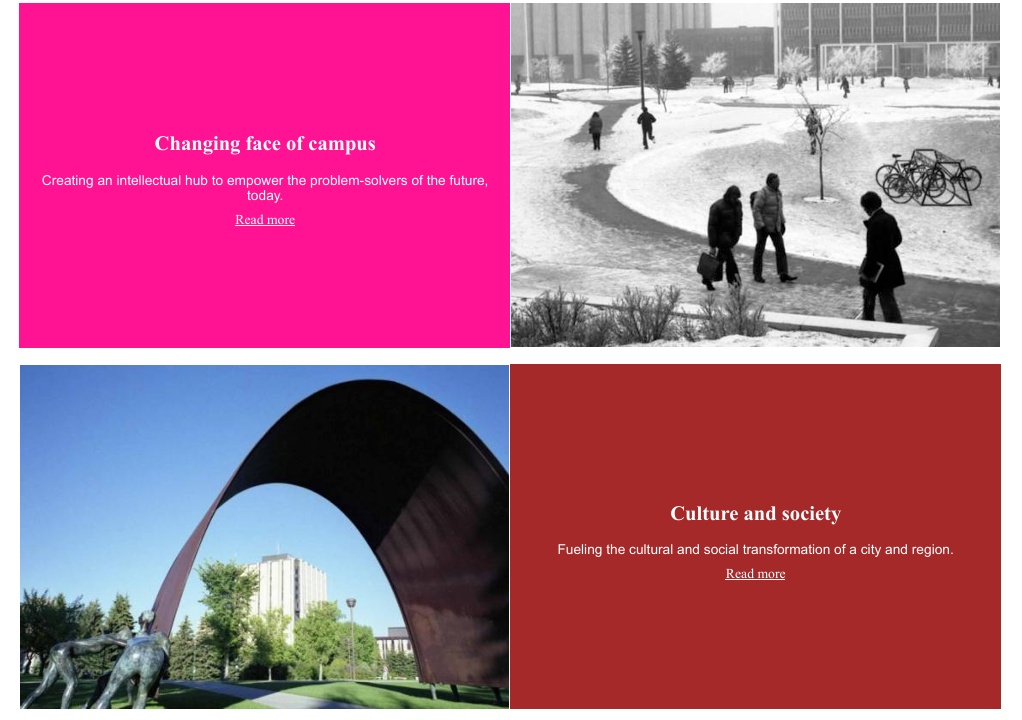 Changing face of campus
Creating an intellectual hub to empower the problem-solvers of the future,
today.
Read more
Culture and society
Fueling the cultural and social transformation of a city and region.
Read more